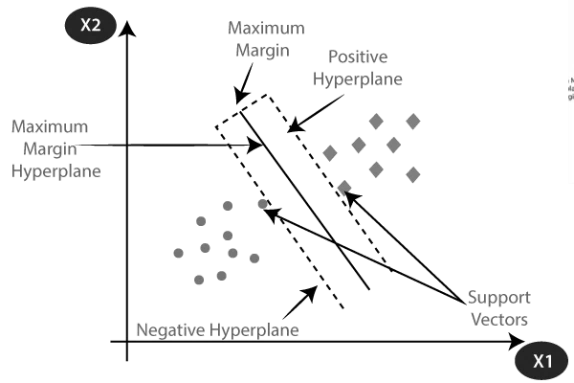 X2
Maximum
Margin
Positive
Hyperplane
Maximum
Margin
Hyperplane
Support
Vectors
Negative Hyperplane
X1